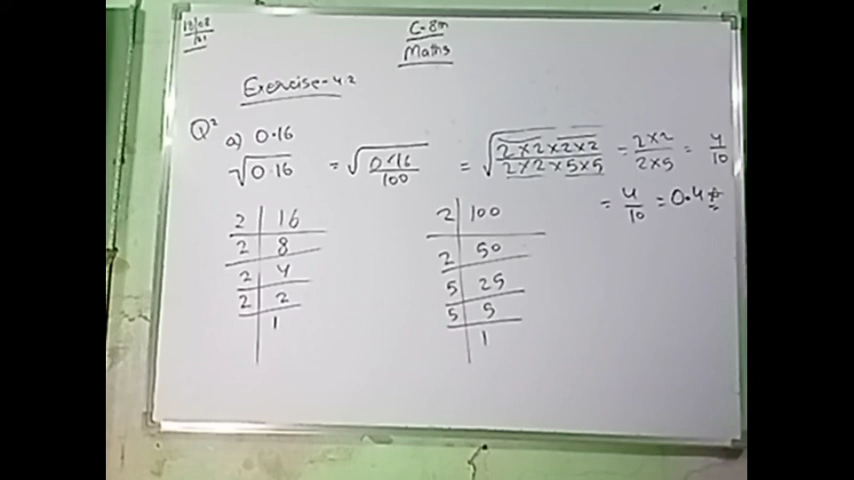 C-8th
Maths
Exercise-4.2
Q2
a) 0.16
√0.16 = √0.16/100 = √2×2×2×2/2×2×5×5 = 2×2/2×5 = 4/10
= 4/10 = 0.4
2 | 16
2 | 8
2 | 4
2 | 2
1
2 | 100
2 | 50
5 | 25
5 | 5
1